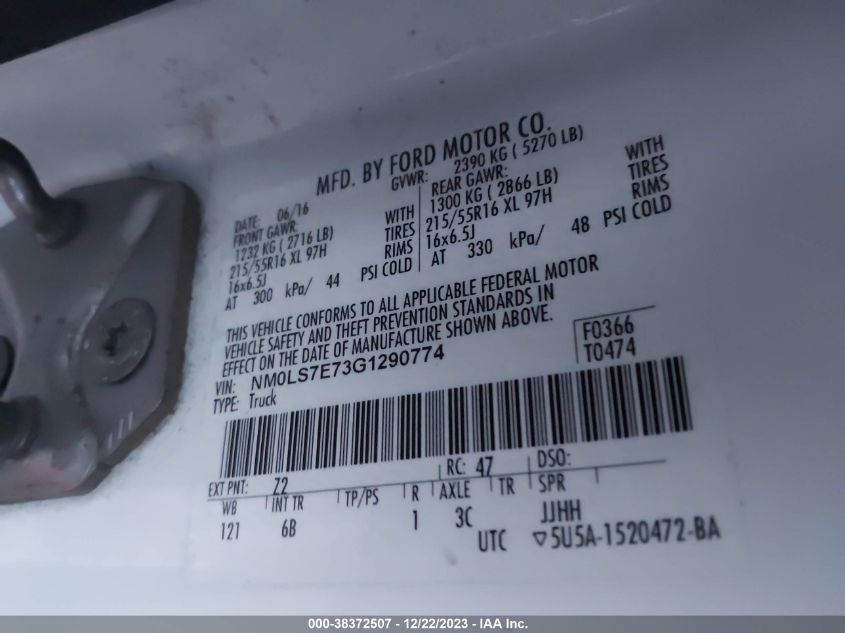 MFD. BY FORD MOTOR CO.
DATE: 06/16
GVWR: 2390 KG ( 5270 LB)
FRONT GAWR:
1232 KG ( 2716 LB)
WITH
215/55R16 XL 97H
TIRES
16x6.5J
RIMS
AT 300 kPa/ 44 PSI COLD
REAR GAWR:
1300 KG ( 2866 LB)
WITH
215/55R16 XL 97H
TIRES
16x6.5J
RIMS
AT 330 kPa/ 48 PSI COLD
THIS VEHICLE CONFORMS TO ALL APPLICABLE FEDERAL MOTOR
VEHICLE SAFETY AND THEFT PREVENTION STANDARDS IN
EFFECT ON THE DATE OF MANUFACTURE SHOWN ABOVE.
F0366
T0474
VIN: NM0LS7E73G1290774
TYPE: Truck
EXT PNT: Z2 RC: 47 DSO:
WB INT TR TP/PS R AXLE TR SPR
121 6B 1 3C JJHH
UTC ▽5U5A-1520472-BA
000-38372507 - 12/22/2023 - IAA Inc.